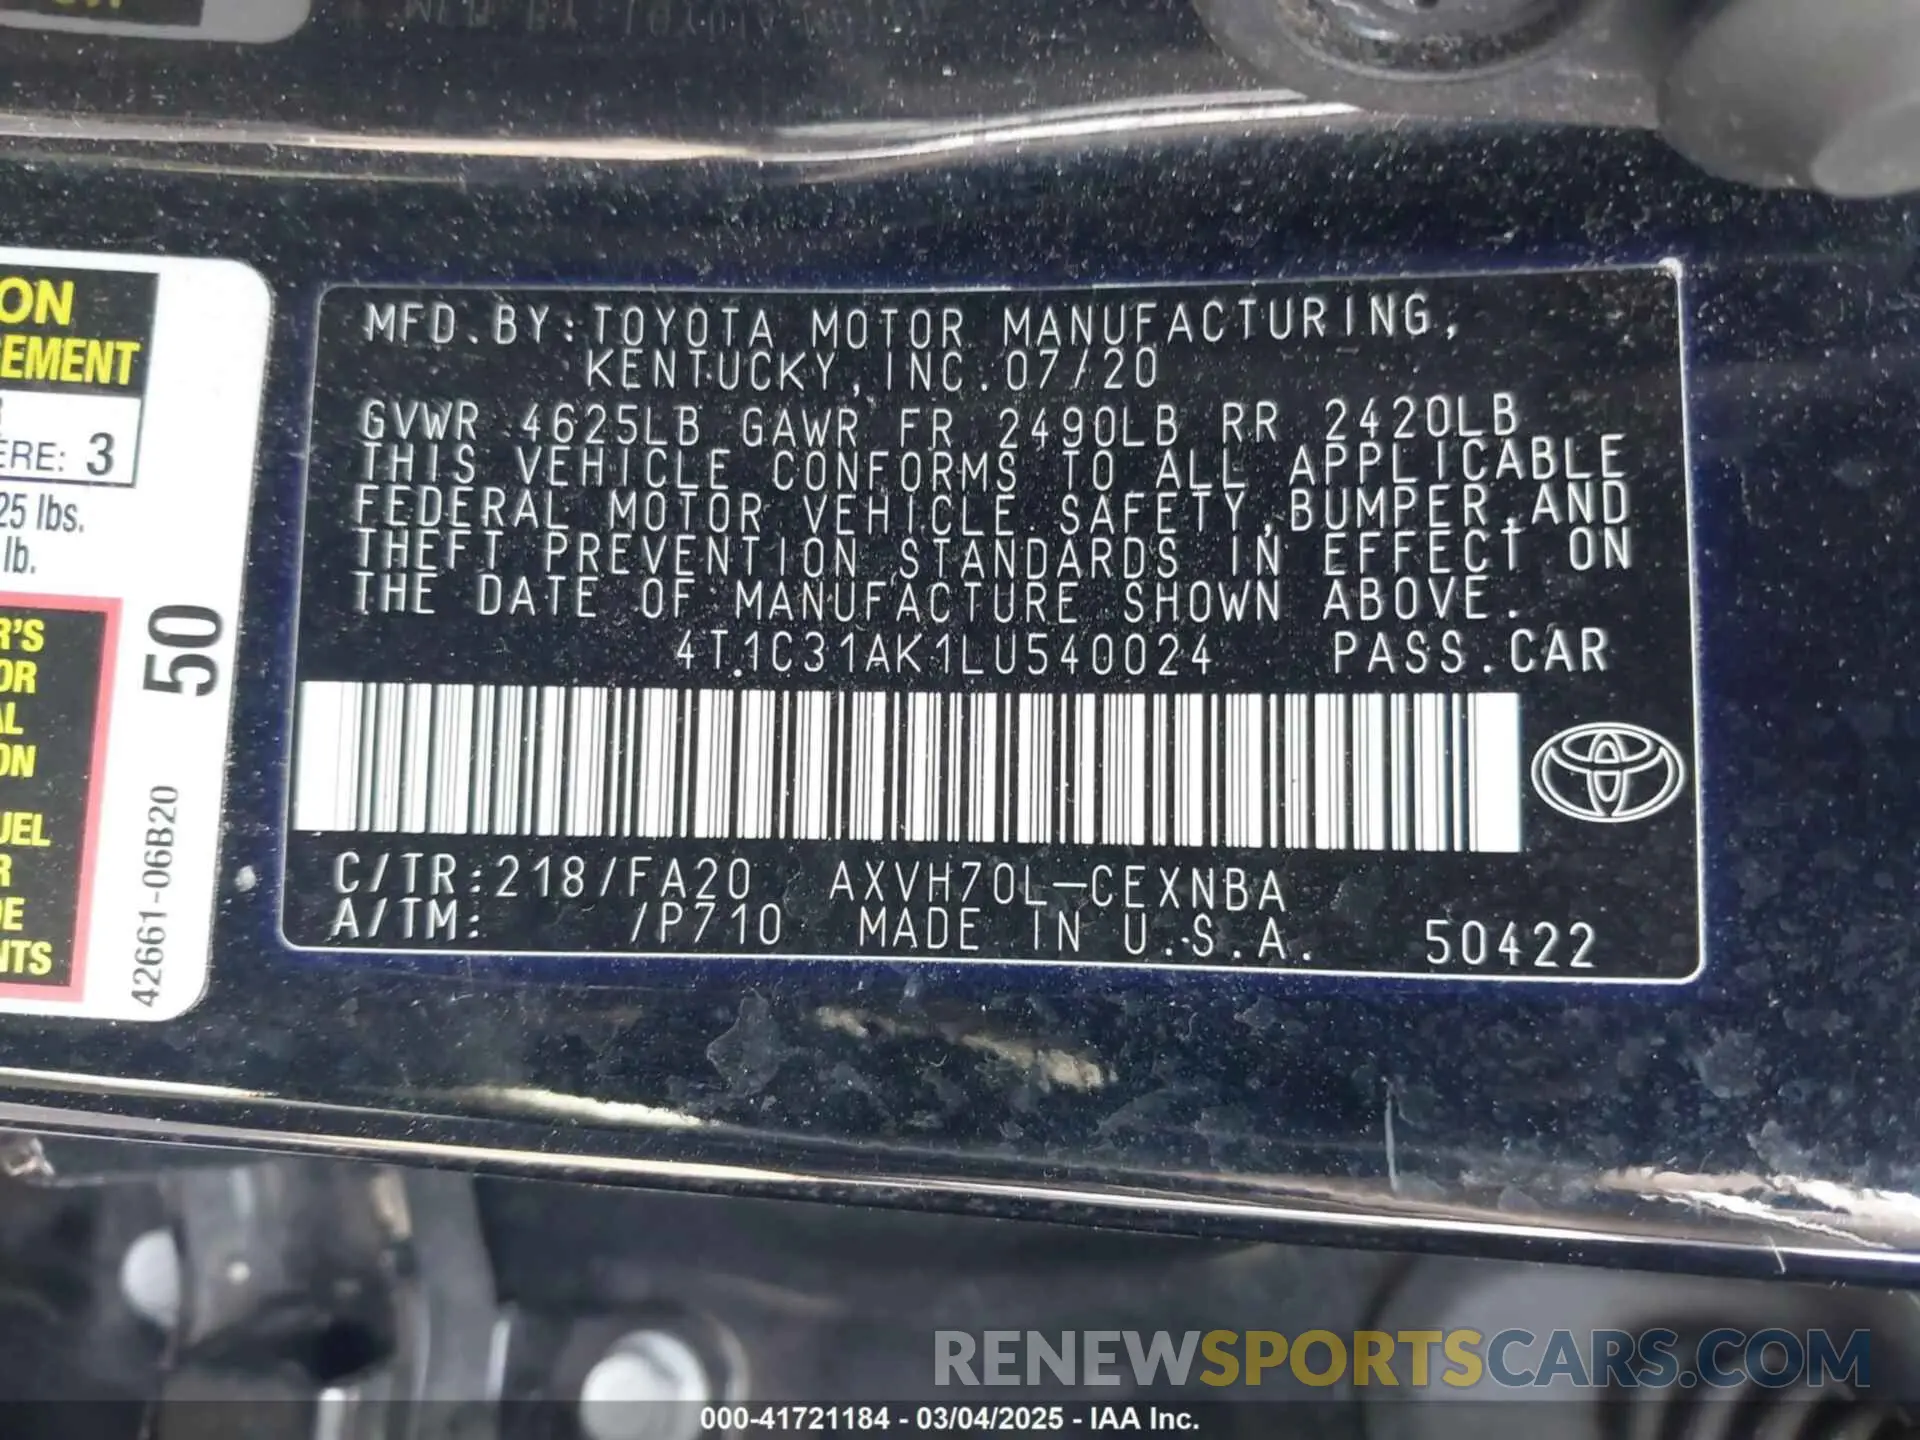 ON
CEMENT
ERE: 3
25 lbs.
lb.
R'S
OR
AL
ON
UEL
R
DE
NTS
50
42661-06B20
MFD.BY:TOYOTA MOTOR MANUFACTURING,
KENTUCKY,INC.07/20
GVWR 4625LB GAWR FR 2490LB RR 2420LB
THIS VEHICLE CONFORMS TO ALL APPLICABLE
FEDERAL MOTOR VEHICLE SAFETY,BUMPER,AND
THEFT PREVENTION STANDARDS IN EFFECT ON
THE DATE OF MANUFACTURE SHOWN ABOVE.
4T1C31AK1LU540024 PASS.CAR
C/TR:218/FA20 AXVH70L-CEXNBA
A/TM: /P710 MADE IN U.S.A. 50422
RENEWSPORTSCARS.COM
000-41721184 - 03/04/2025 - IAA Inc.